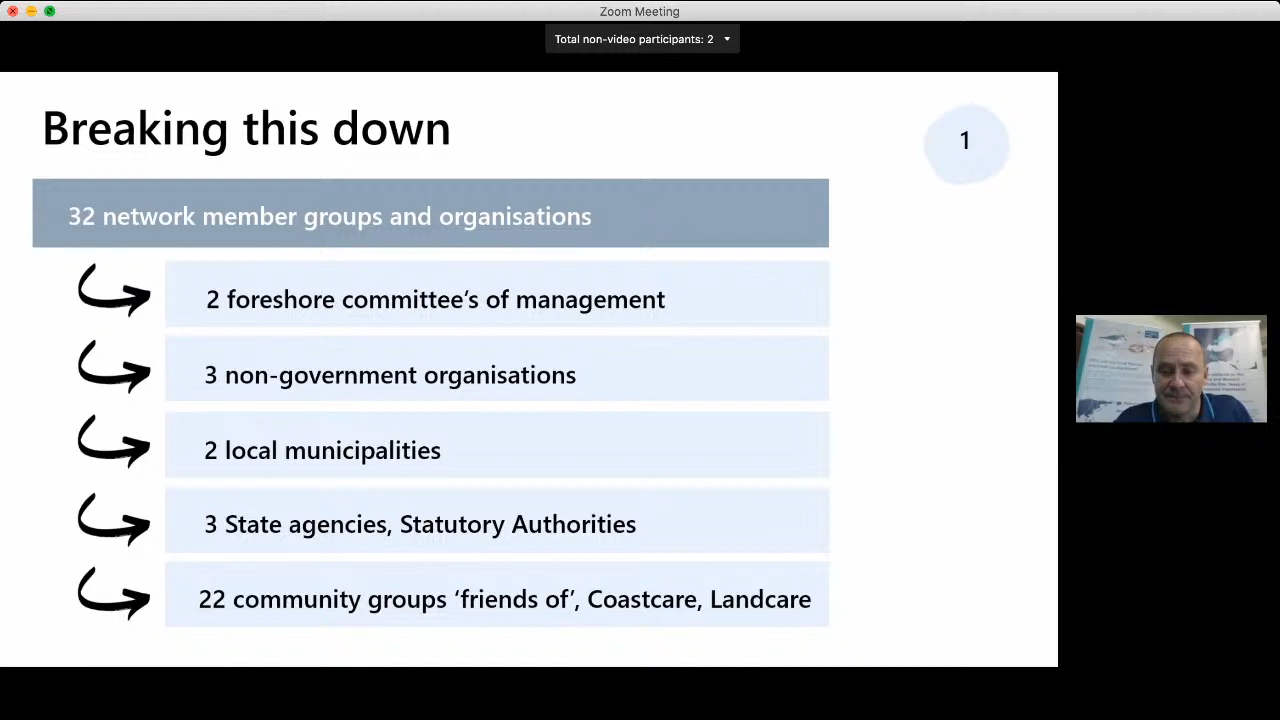 Zoom Meeting
Total non-video participants: 2
Breaking this down
1
32 network member groups and organisations
2 foreshore committee's of management
3 non-government organisations
2 local municipalities
3 State agencies, Statutory Authorities
22 community groups ‘friends of’, Coastcare, Landcare